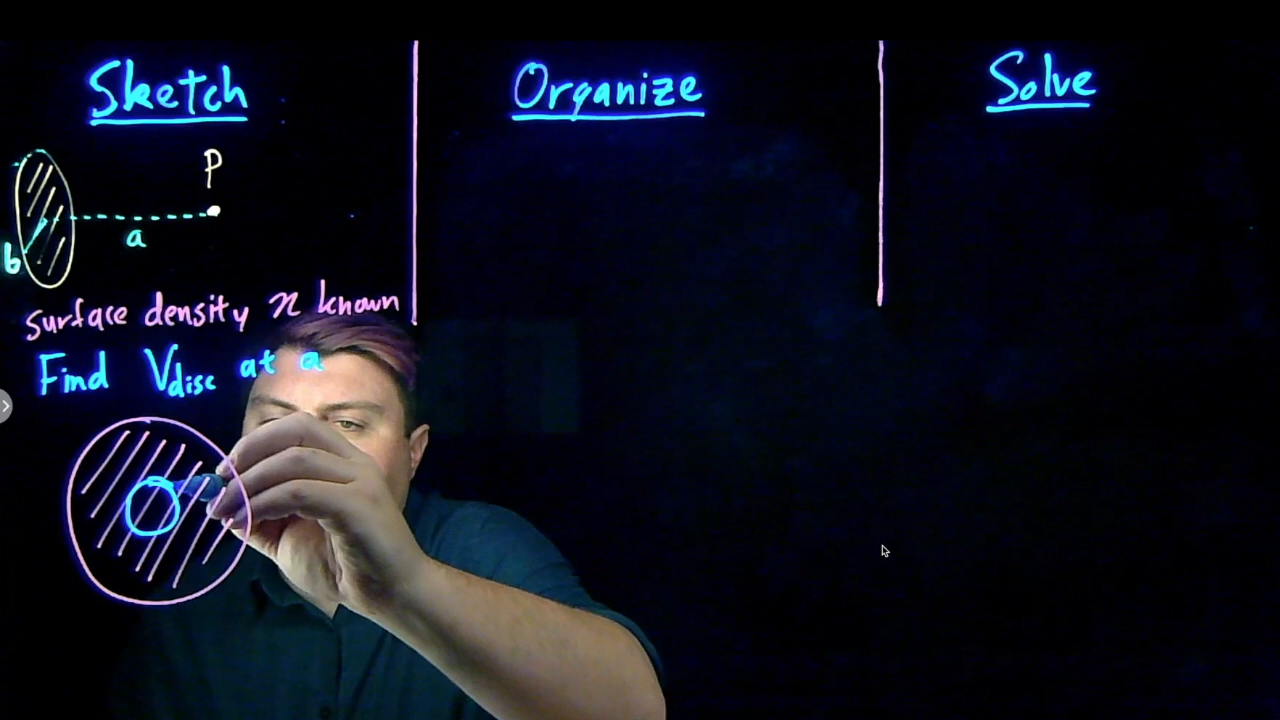 Sketch
Organize
Solve
P
a
b
surface density n known
Find Vdisc at a